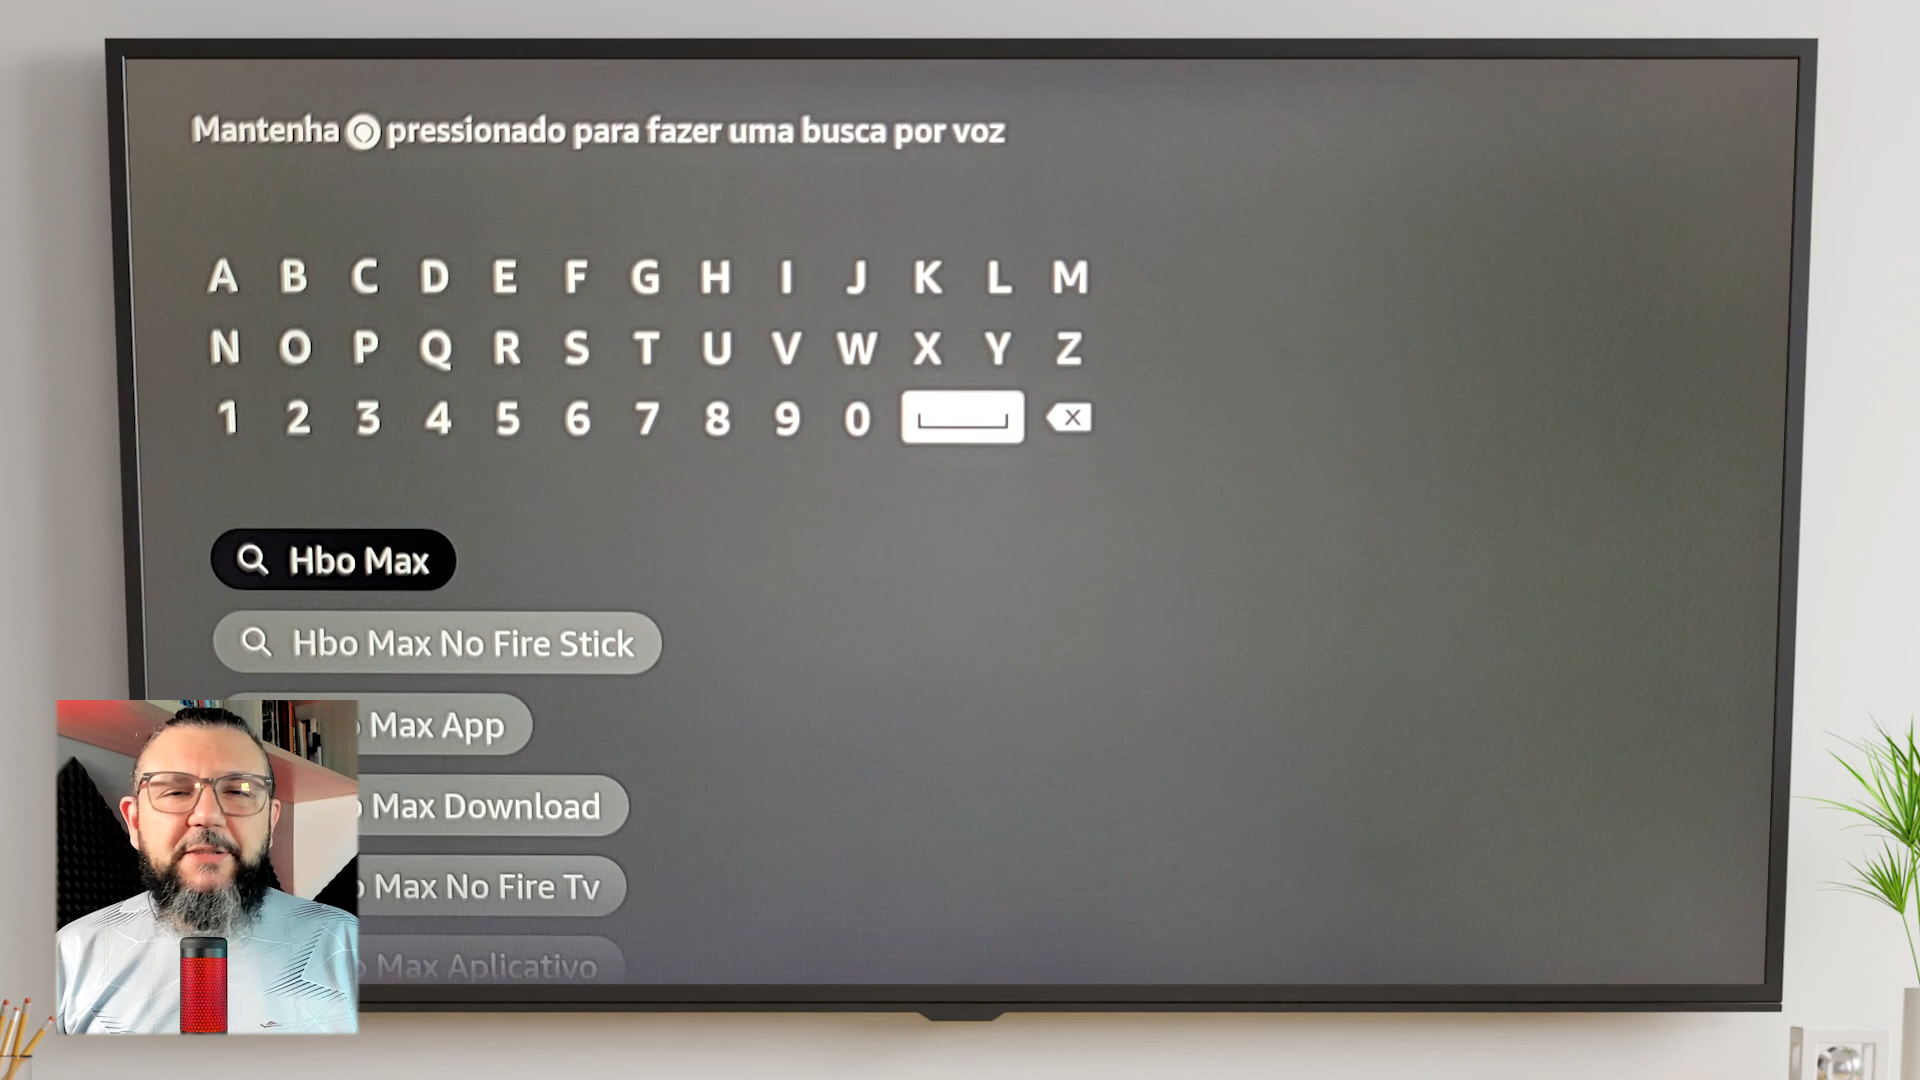 Mantenha pressionado para fazer uma busca por voz
A B C D E F G H I J K L M
N O P Q R S T U V W X Y Z
1 2 3 4 5 6 7 8 9 0
Hbo Max
Hbo Max No Fire Stick
Max App
Max Download
Max No Fire Tv
Max Aplicativo